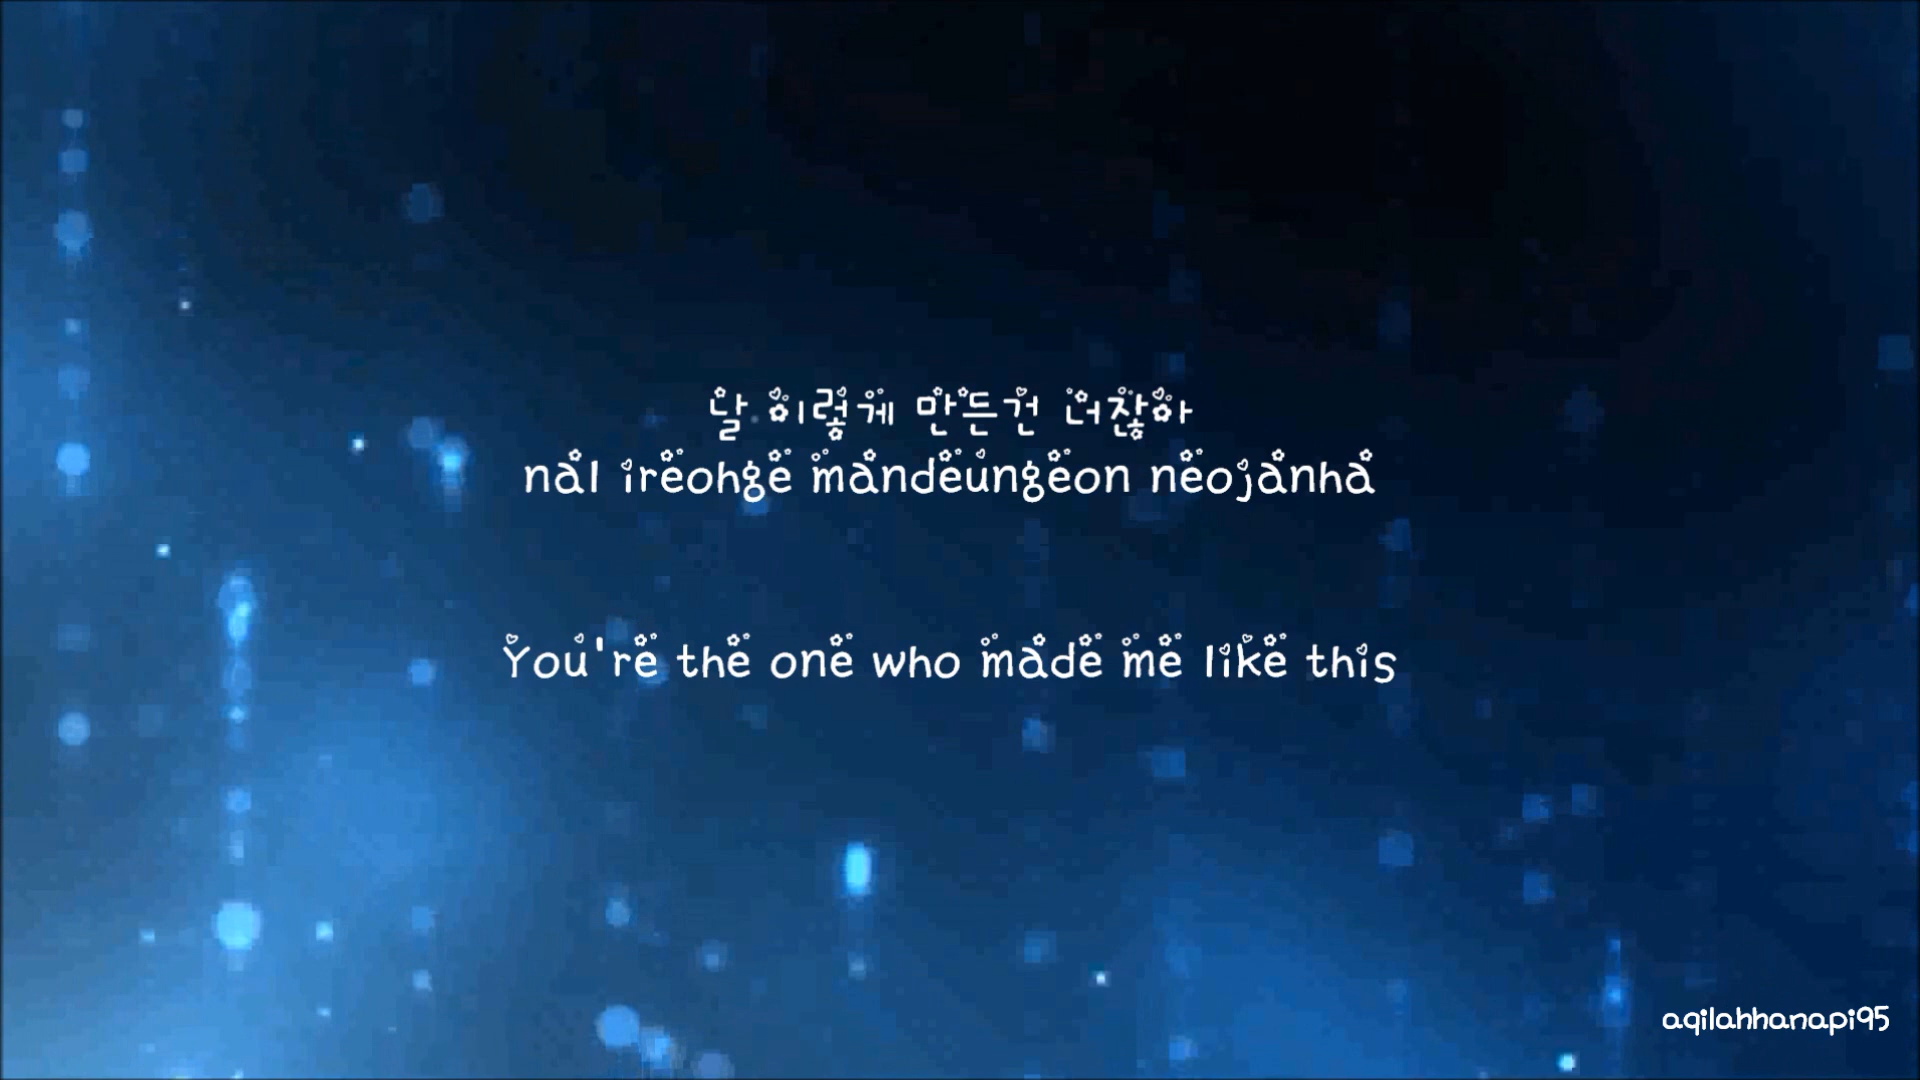 날 이렇게 만든건 너잖아
nal ireohge mandeungeon neojanha
You're the one who made me like this
aqilahhanapi95